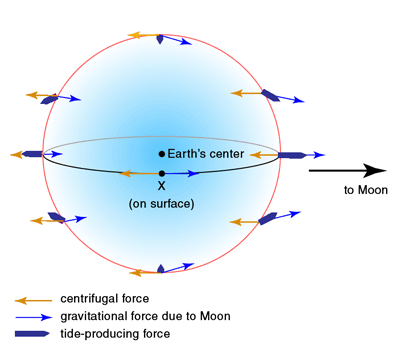 Earth's center
X
(on surface)
to Moon
centrifugal force
gravitational force due to Moon
tide-producing force